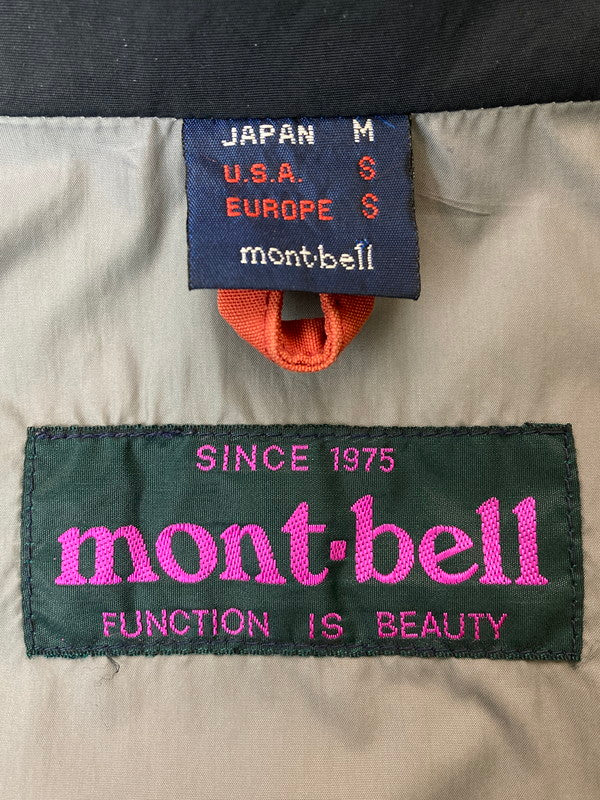 JAPAN M
U.S.A. S
EUROPE S
mont·bell
SINCE 1975
mont·bell
FUNCTION IS BEAUTY